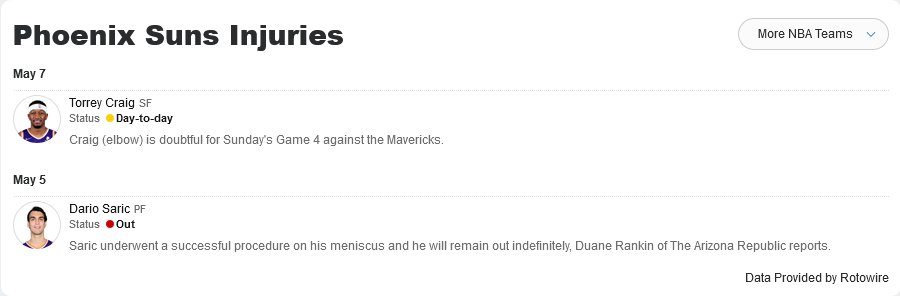 Phoenix Suns Injuries
More NBA Teams
May 7
Torrey Craig SF
Status Day-to-day
Craig (elbow) is doubtful for Sunday's Game 4 against the Mavericks.
May 5
Dario Saric PF
Status Out
Saric underwent a successful procedure on his meniscus and he will remain out indefinitely, Duane Rankin of The Arizona Republic reports.
Data Provided by Rotowire